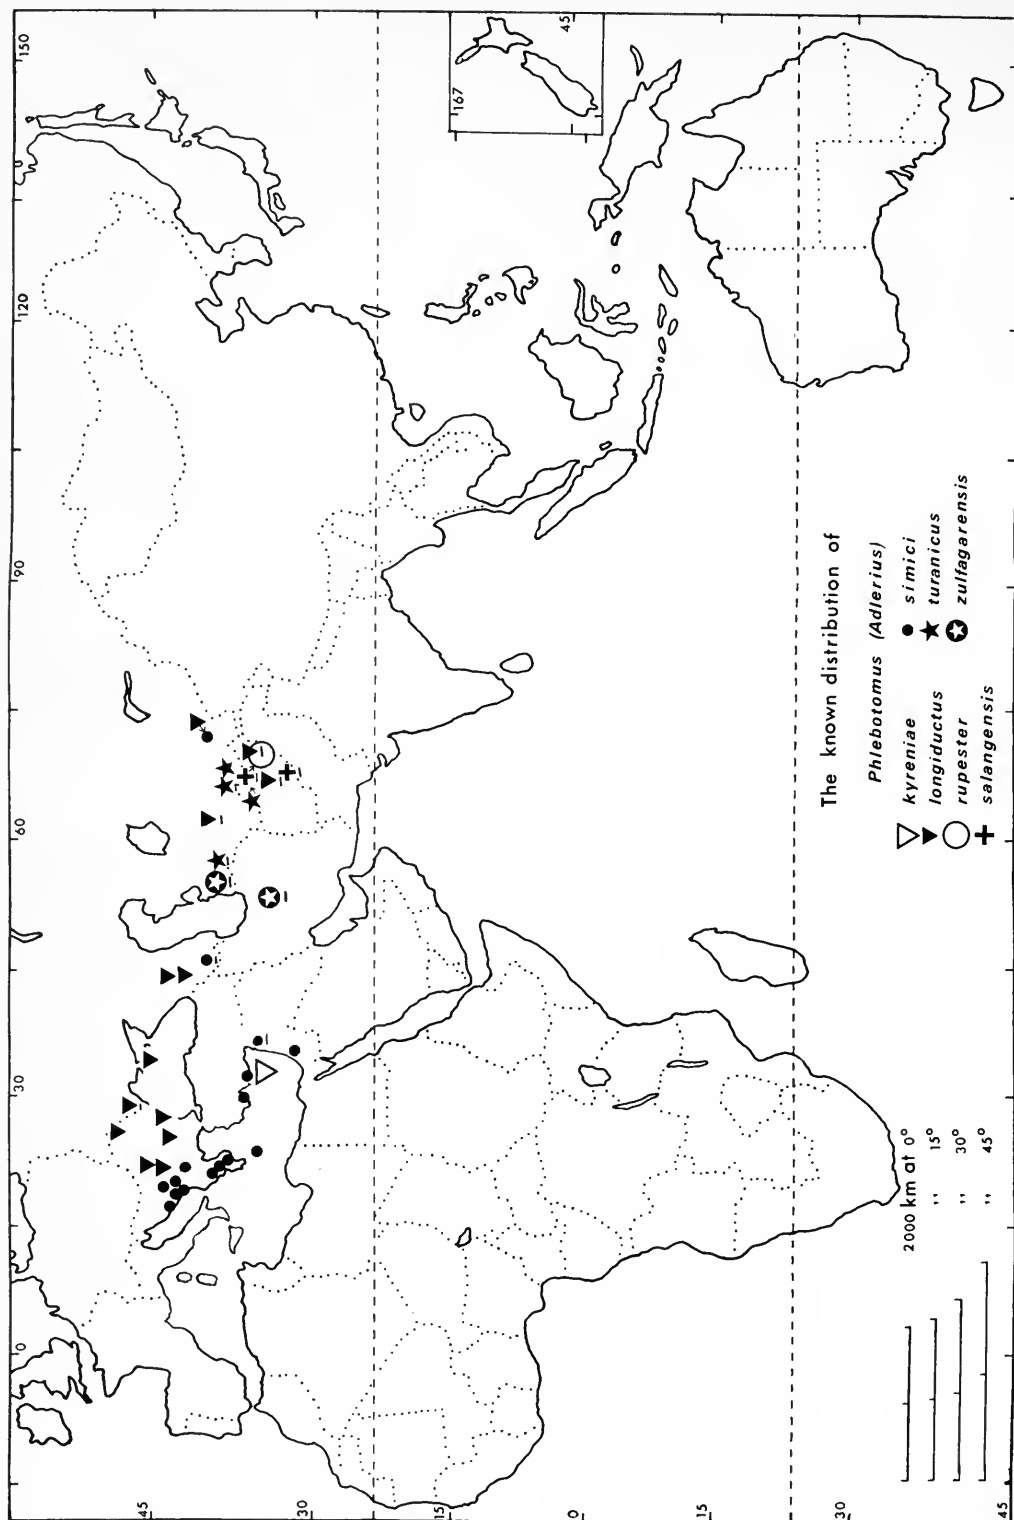 The known distribution of
Phlebotomus (Adlerius)
kyreniae
longiductus
rupester
salangensis
simici
turanicus
zulfagarensis
2000 km at 0°
,, 15°
,, 30°
,, 45°
45
30
15
0
15
30
45
0
30
60
90
120
150
167
45